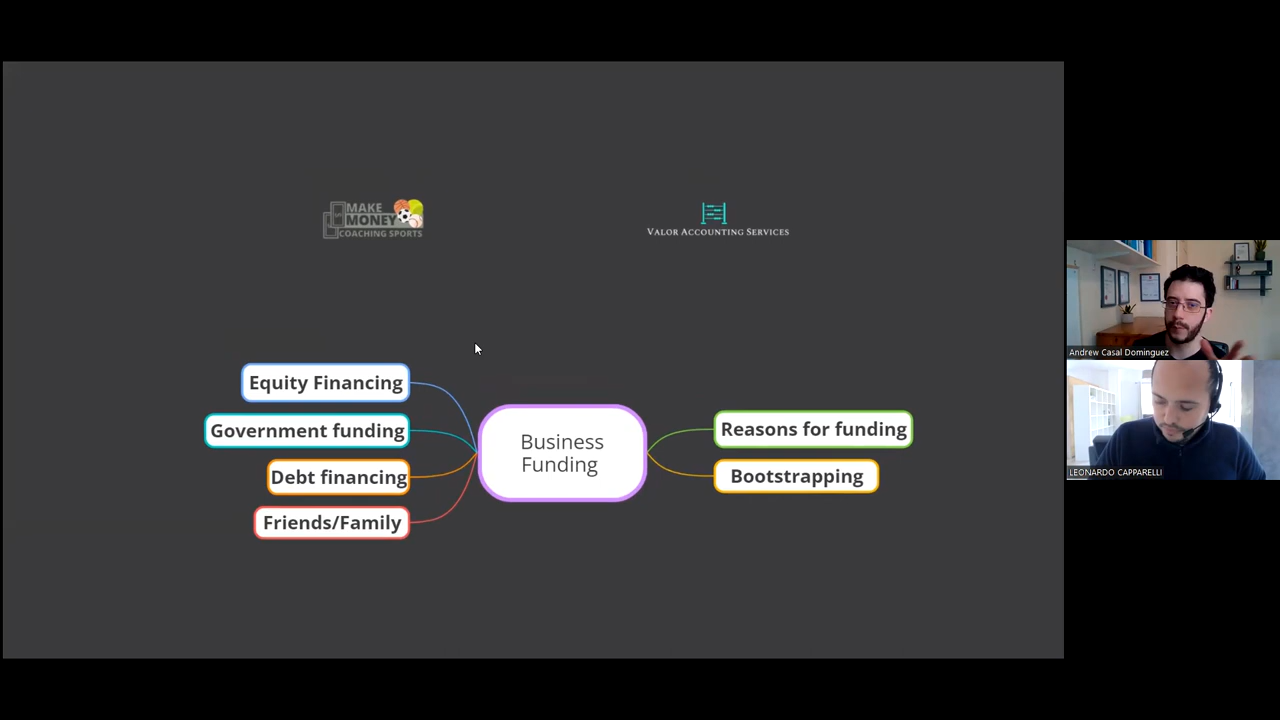 MAKE
MONEY
COACHING SPORTS
VALOR ACCOUNTING SERVICES
Equity Financing
Government funding
Debt financing
Friends/Family
Business
Funding
Reasons for funding
Bootstrapping
Andrew Casal Dominguez
LEONARDO CAPPARELLI